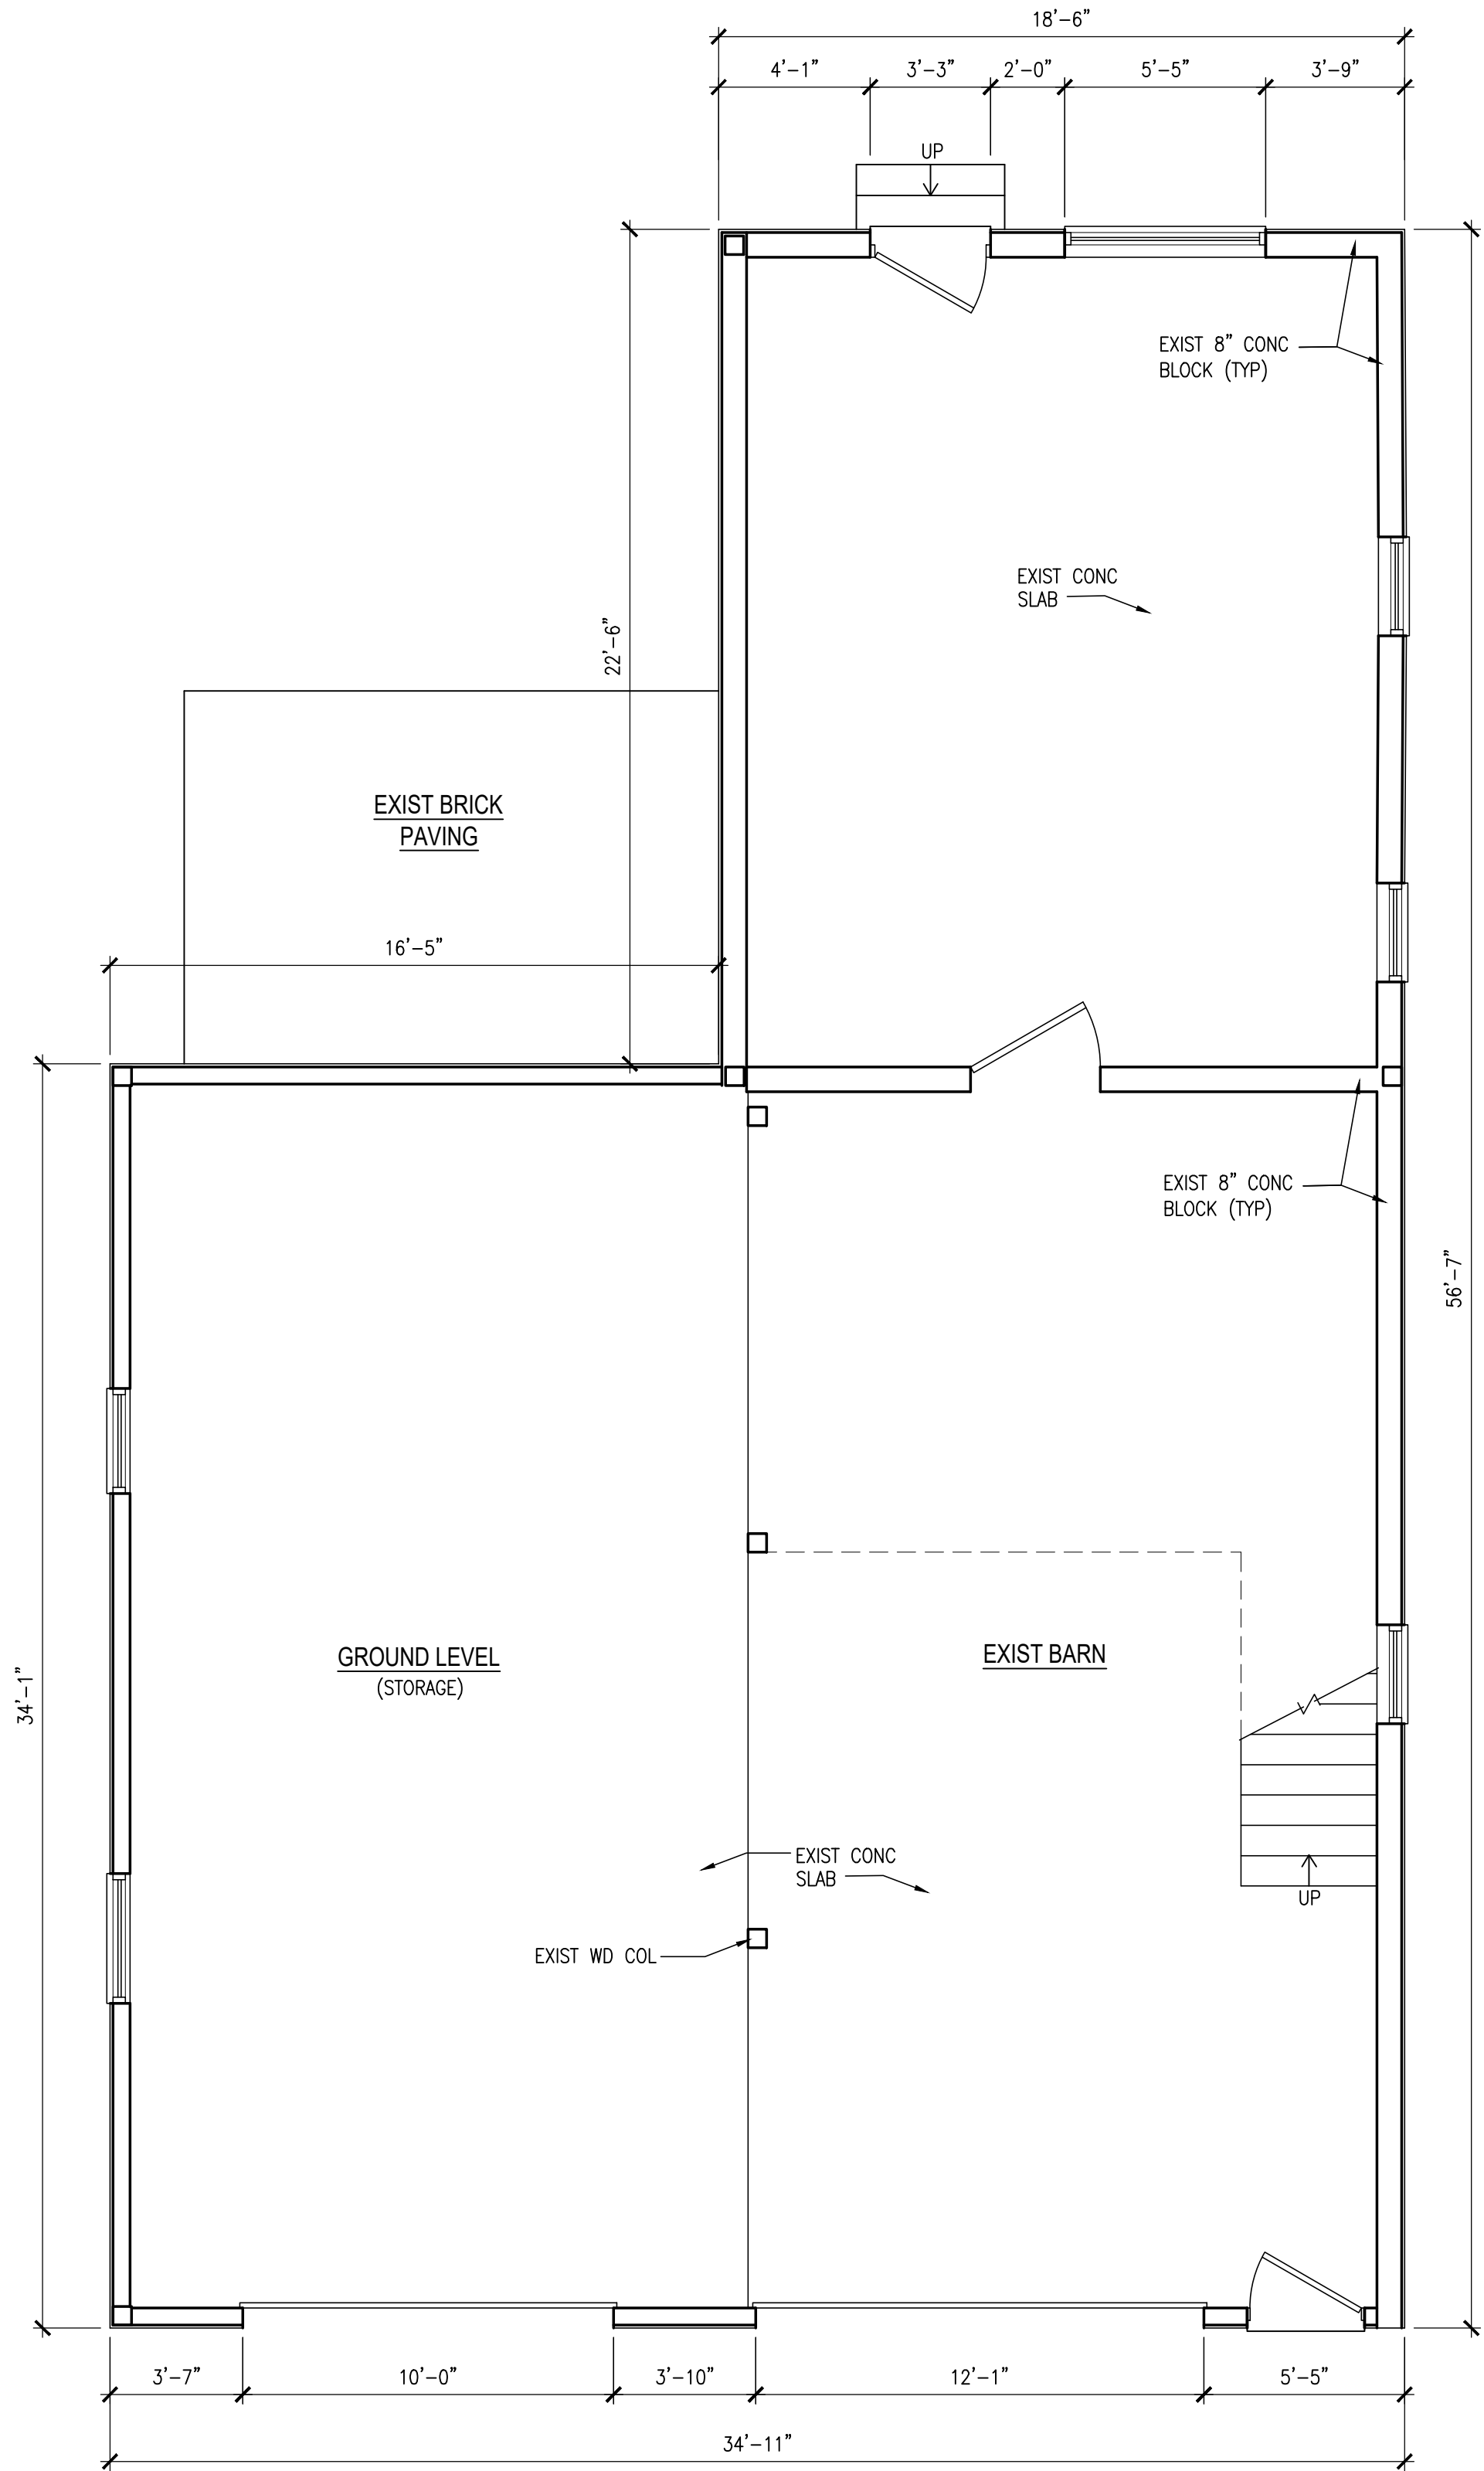 18'-6"
4'-1" 3'-3" 2'-0" 5'-5" 3'-9"
UP
EXIST 8" CONC
BLOCK (TYP)
EXIST CONC
SLAB
22'-6"
EXIST BRICK
PAVING
16'-5"
EXIST 8" CONC
BLOCK (TYP)
56'-7"
34'-1"
GROUND LEVEL
(STORAGE)
EXIST BARN
EXIST CONC
SLAB
UP
EXIST WD COL
3'-7" 10'-0" 3'-10" 12'-1" 5'-5"
34'-11"